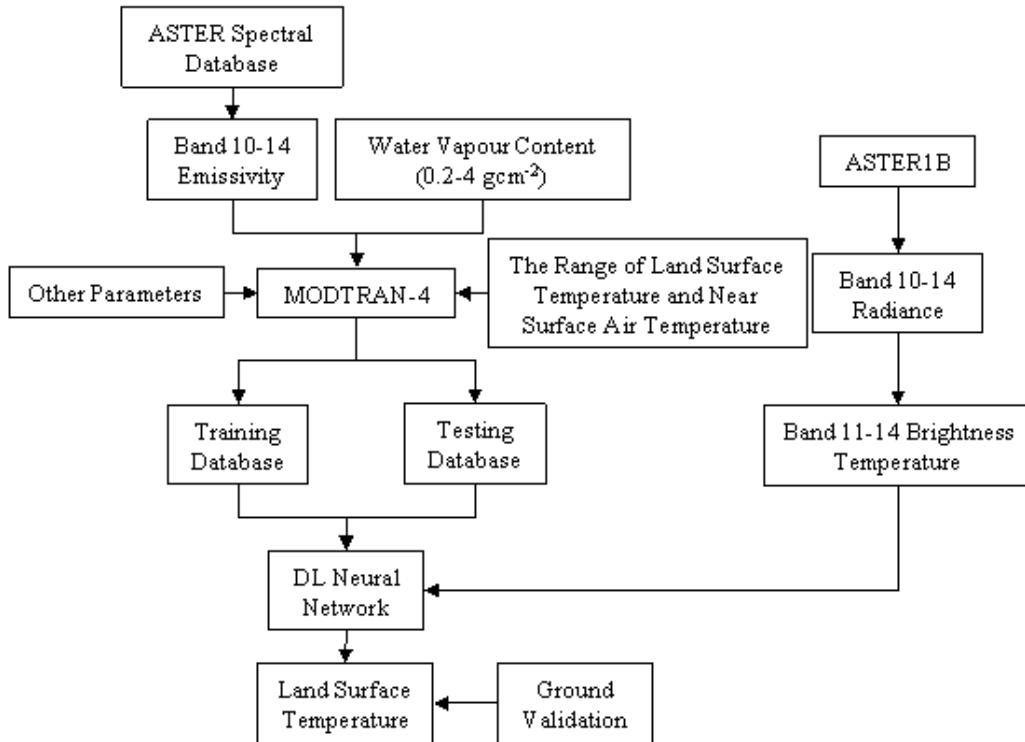 ASTER Spectral
Database
Band 10-14
Emissivity
Water Vapour Content
(0.2-4 gcm⁻²)
ASTER1B
Other Parameters
MODTRAN-4
The Range of Land Surface
Temperature and Near
Surface Air Temperature
Band 10-14
Radiance
Training
Database
Testing
Database
Band 11-14 Brightness
Temperature
DL Neural
Network
Land Surface
Temperature
Ground
Validation